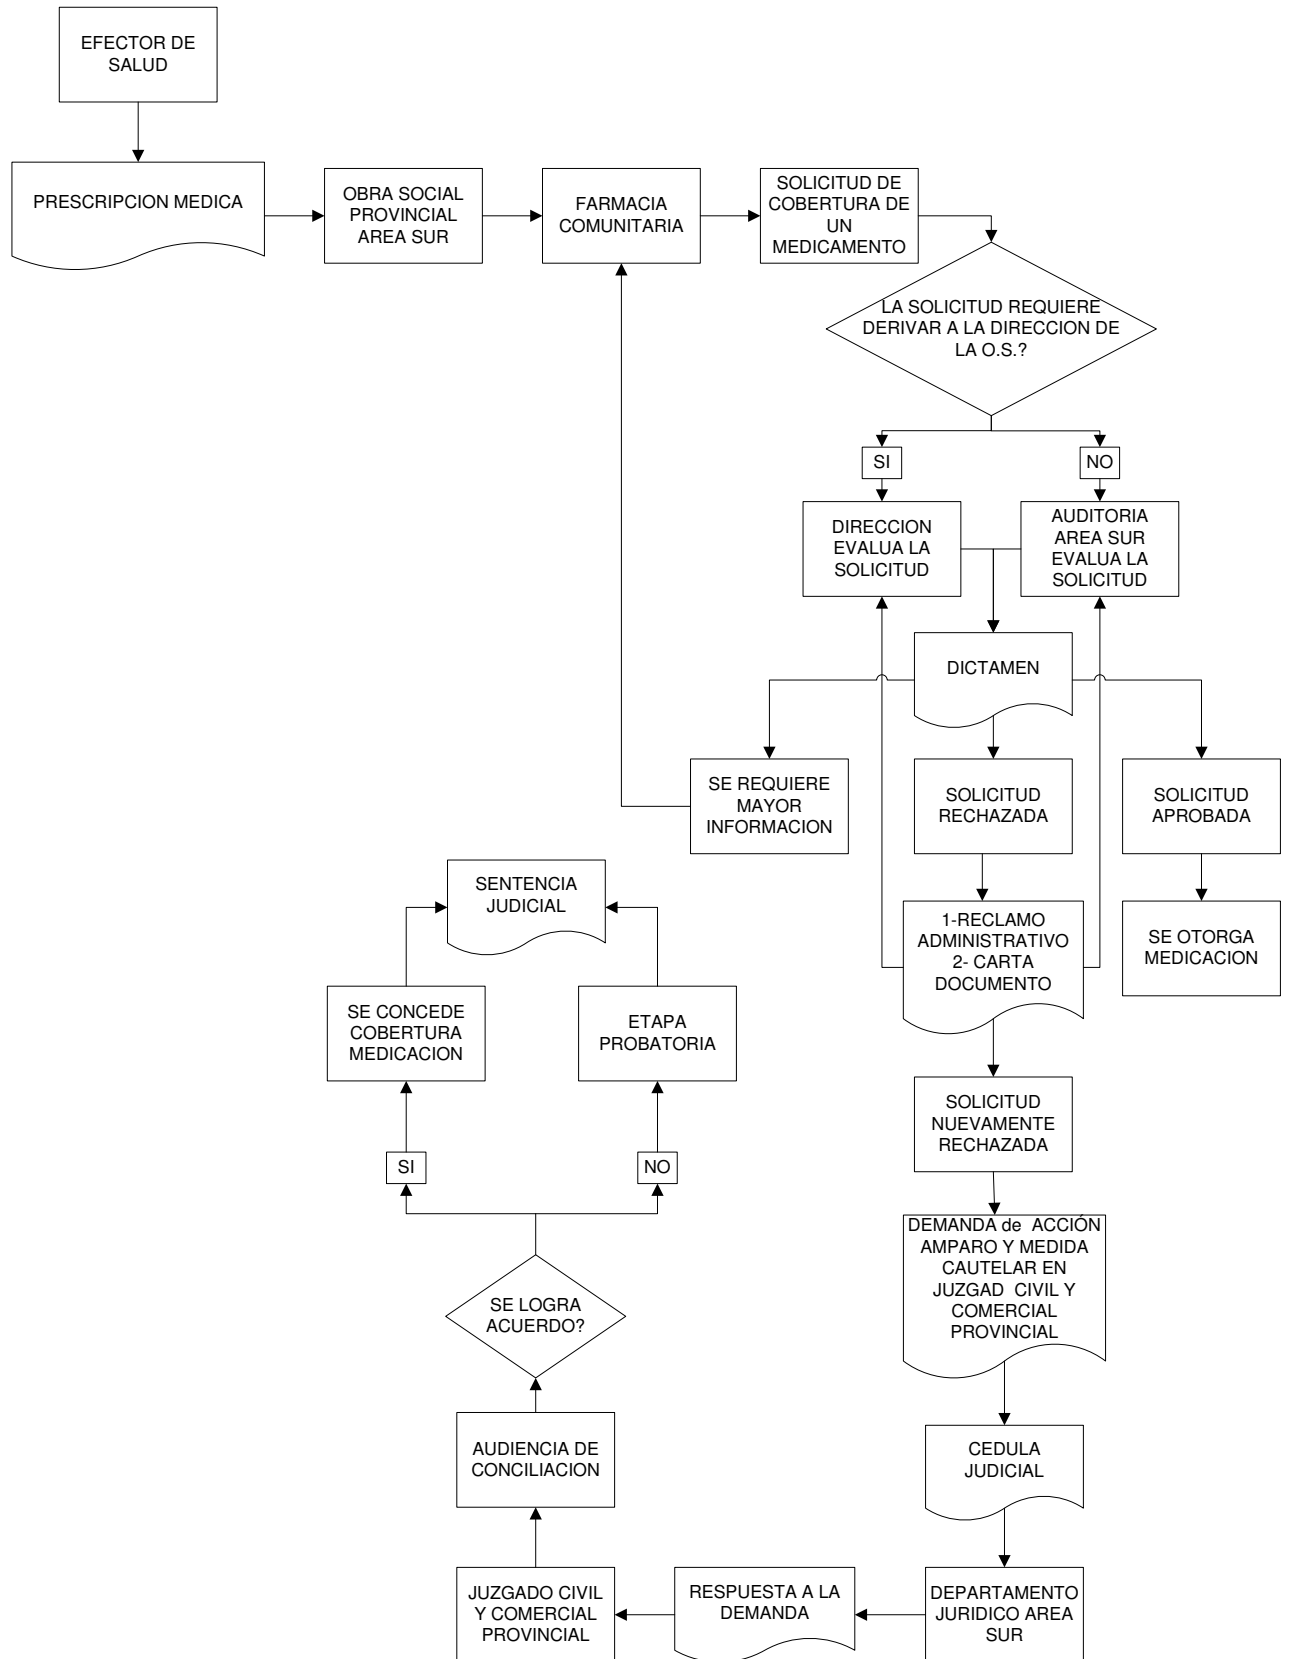 EFECTOR DE
SALUD
PRESCRIPCION MEDICA
OBRA SOCIAL
PROVINCIAL
AREA SUR
FARMACIA
COMUNITARIA
SOLICITUD DE
COBERTURA DE
UN
MEDICAMENTO
LA SOLICITUD REQUIERE
DERIVAR A LA DIRECCION DE
LA O.S.?
SI
NO
DIRECCION
EVALUA LA
SOLICITUD
AUDITORIA
AREA SUR
EVALUA LA
SOLICITUD
DICTAMEN
SE REQUIERE
MAYOR
INFORMACION
SOLICITUD
RECHAZADA
SOLICITUD
APROBADA
1-RECLAMO
ADMINISTRATIVO
2- CARTA
DOCUMENTO
SE OTORGA
MEDICACION
SOLICITUD
NUEVAMENTE
RECHAZADA
DEMANDA de  ACCIÓN
AMPARO Y MEDIDA
CAUTELAR EN
JUZGAD  CIVIL Y
COMERCIAL
PROVINCIAL
CEDULA
JUDICIAL
DEPARTAMENTO
JURIDICO AREA
SUR
RESPUESTA A LA
DEMANDA
JUZGADO CIVIL
Y COMERCIAL
PROVINCIAL
AUDIENCIA DE
CONCILIACION
SE LOGRA
ACUERDO?
SI
NO
SE CONCEDE
COBERTURA
MEDICACION
ETAPA
PROBATORIA
SENTENCIA
JUDICIAL